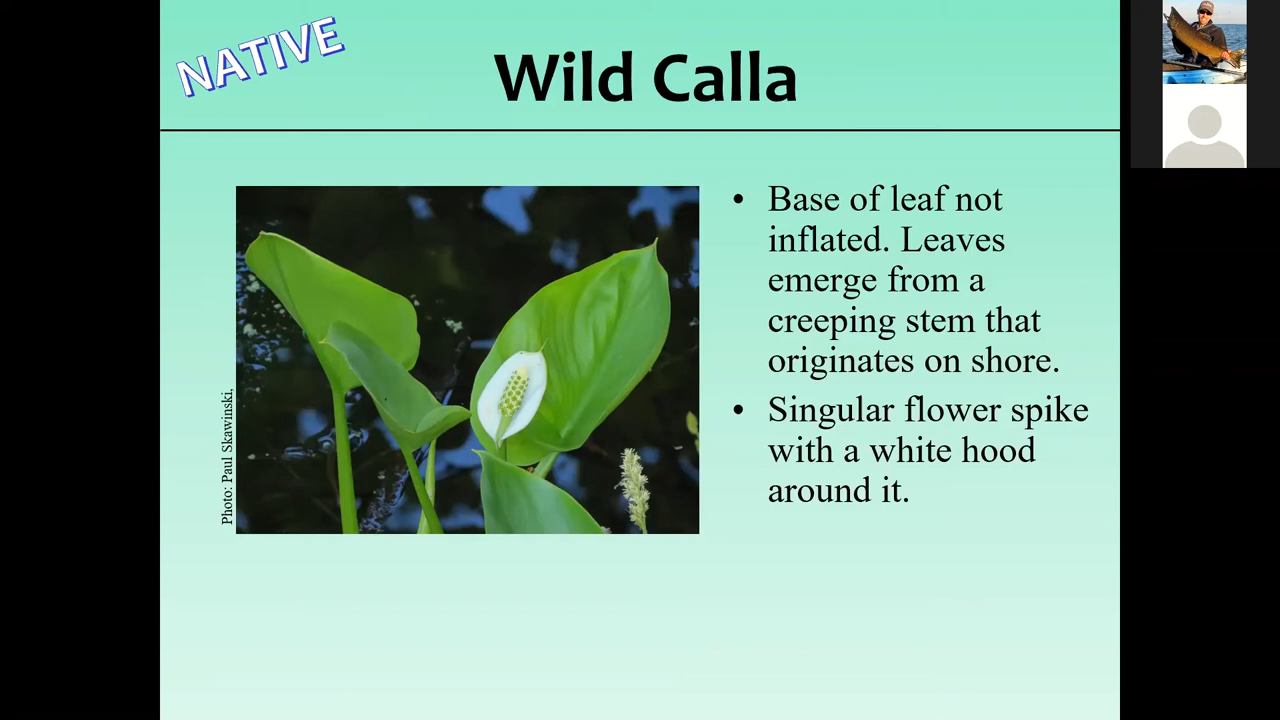 NATIVE
Wild Calla
• Base of leaf not
inflated. Leaves
emerge from a
creeping stem that
originates on shore.
• Singular flower spike
with a white hood
around it.
Photo: Paul Skawinski,